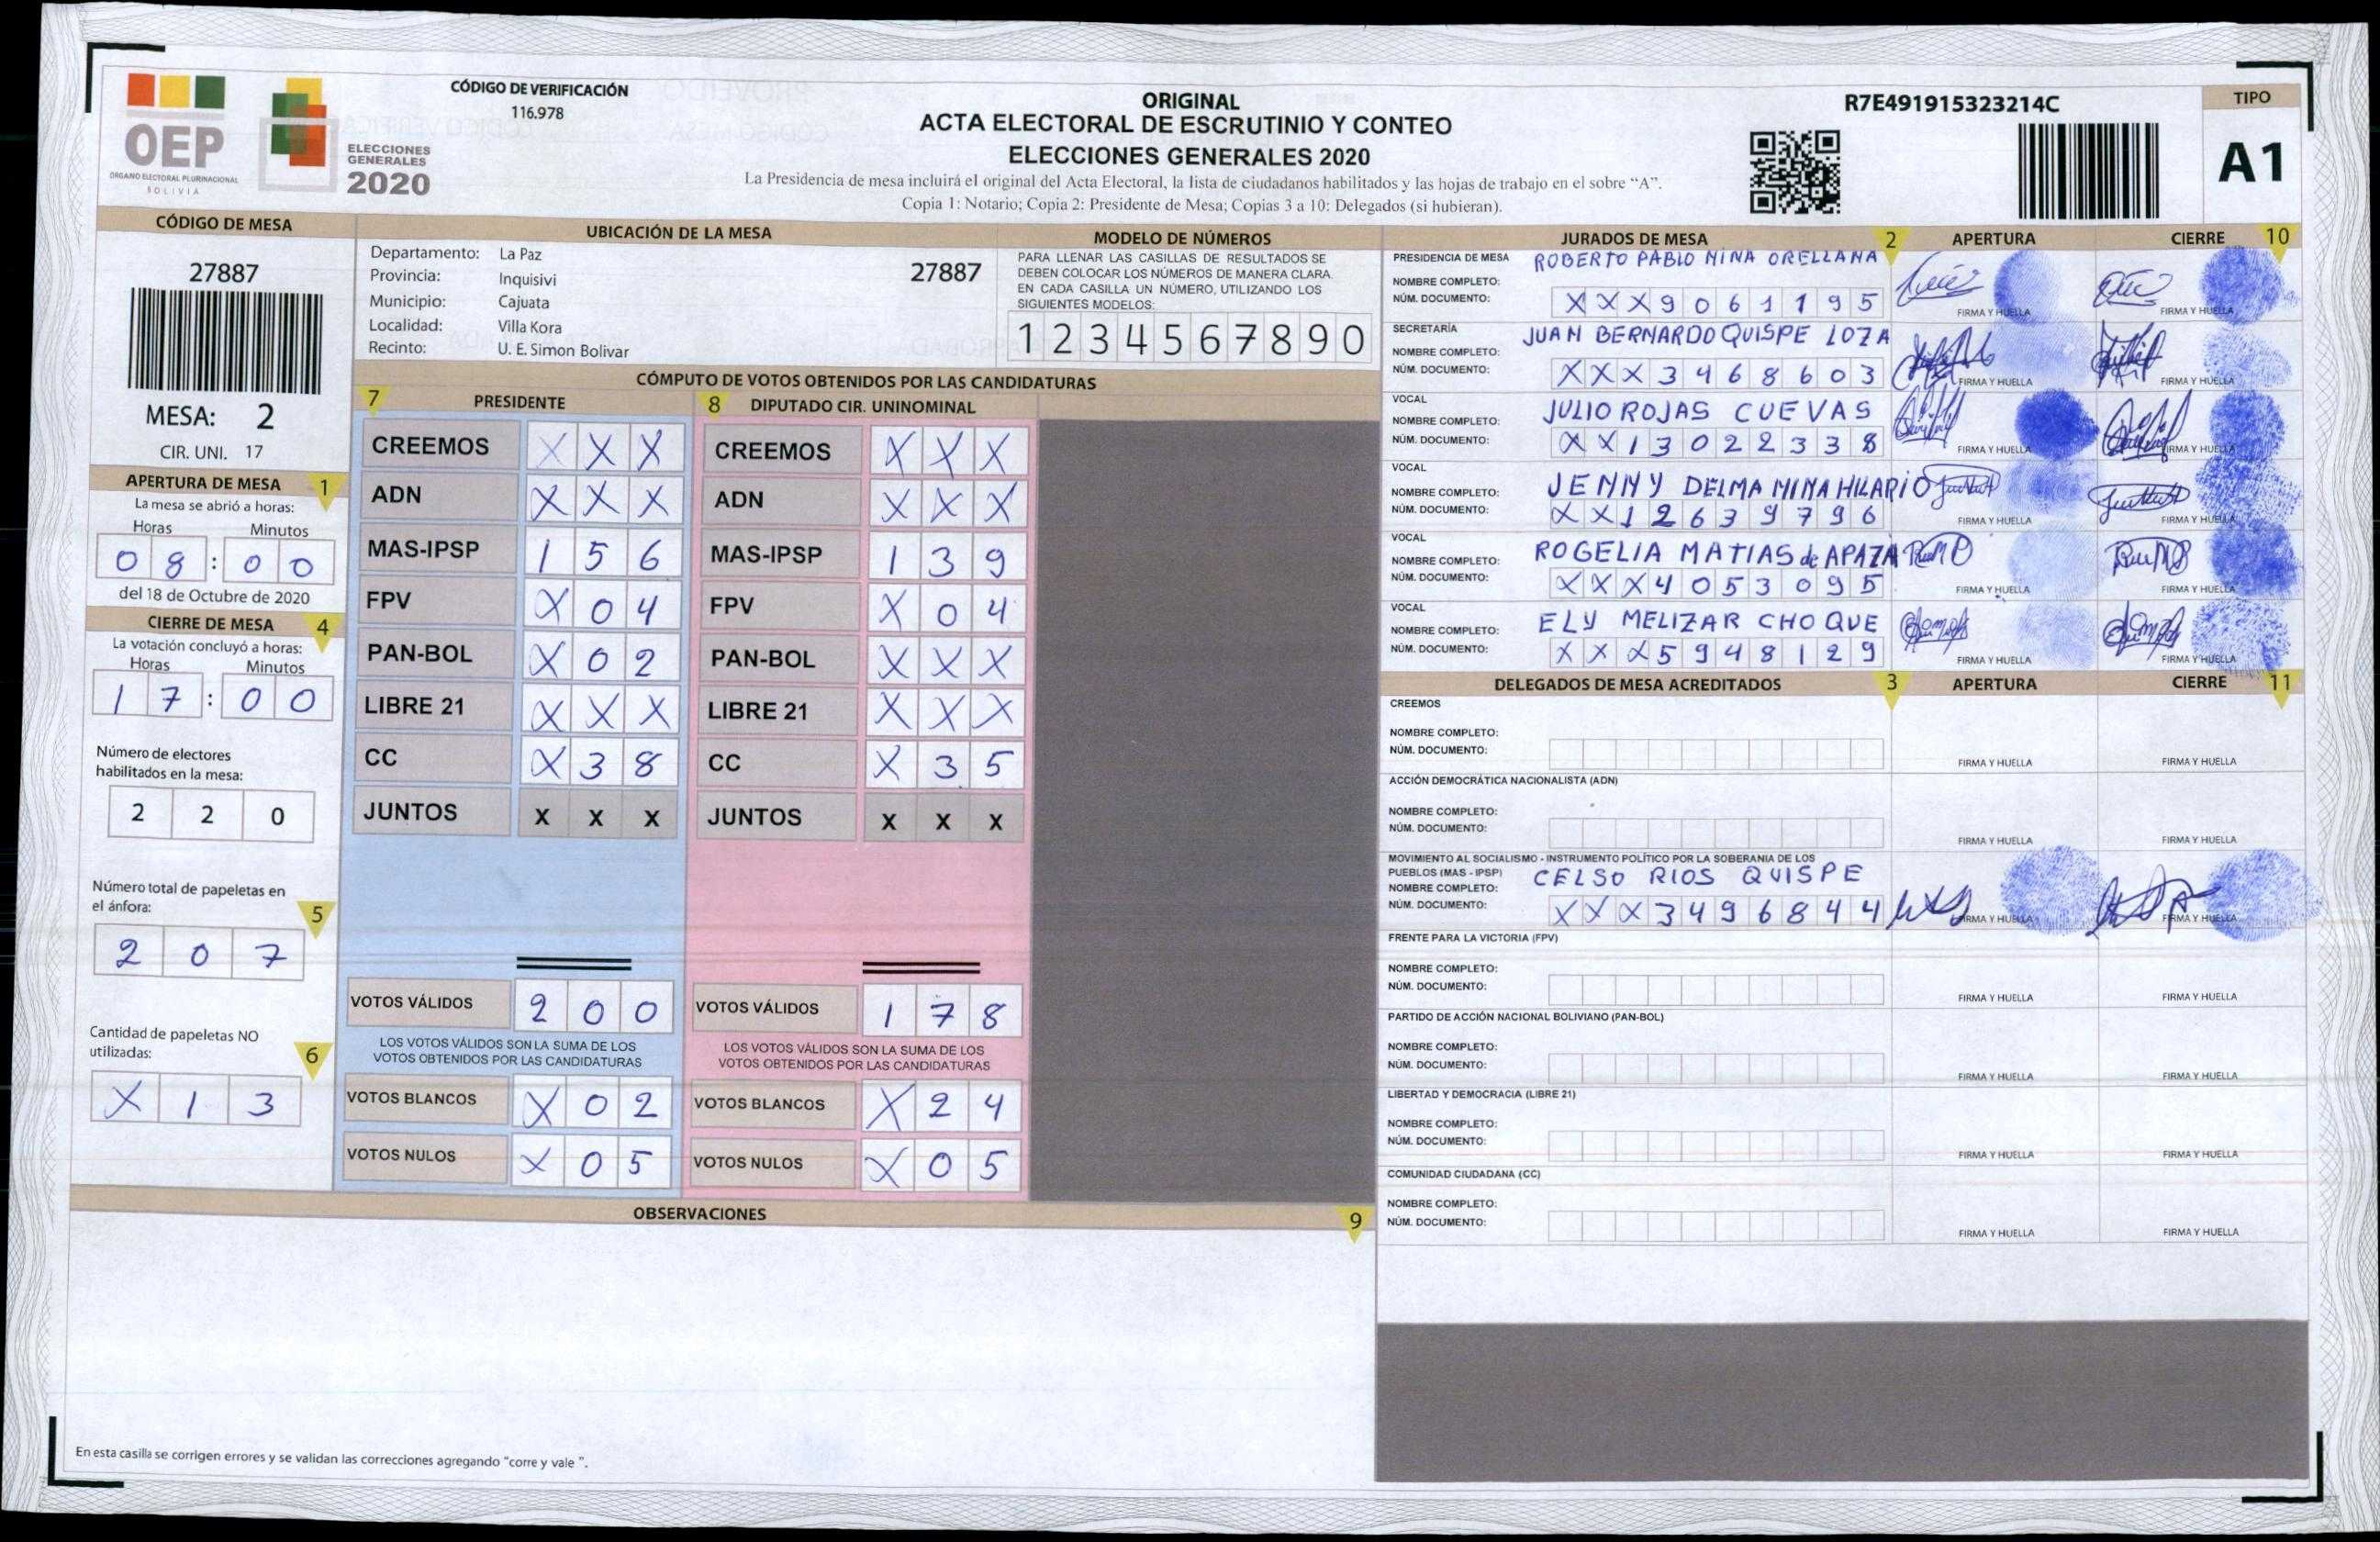 OEP
ÓRGANO ELECTORAL PLURINACIONAL
BOLIVIA
ELECCIONES
GENERALES
2020
CÓDIGO DE VERIFICACIÓN
116.978
ORIGINAL
ACTA ELECTORAL DE ESCRUTINIO Y CONTEO
ELECCIONES GENERALES 2020
La Presidencia de mesa incluirá el original del Acta Electoral, la lista de ciudadanos habilitados y las hojas de trabajo en el sobre “A”.
Copia 1: Notario; Copia 2: Presidente de Mesa; Copias 3 a 10: Delegados (si hubieran).
R7E491915323214C
TIPO
A1
CÓDIGO DE MESA
27887
MESA: 2
CIR. UNI. 17
APERTURA DE MESA 1
La mesa se abrió a horas:
Horas Minutos
0 8 : 0 0
del 18 de Octubre de 2020
CIERRE DE MESA 4
La votación concluyó a horas:
Horas Minutos
1 7 : 0 0
Número de electores
habilitados en la mesa:
2 2 0
Número total de papeletas en
el ánfora: 5
2 0 7
Cantidad de papeletas NO
utilizadas: 6
X 1 3
UBICACIÓN DE LA MESA
Departamento: La Paz
Provincia: Inquisivi
Municipio: Cajuata
Localidad: Villa Kora
Recinto: U. E. Simon Bolivar
27887
MODELO DE NÚMEROS
PARA LLENAR LAS CASILLAS DE RESULTADOS SE
DEBEN COLOCAR LOS NÚMEROS DE MANERA CLARA.
EN CADA CASILLA UN NÚMERO, UTILIZANDO LOS
SIGUIENTES MODELOS:
1 2 3 4 5 6 7 8 9 0
CÓMPUTO DE VOTOS OBTENIDOS POR LAS CANDIDATURAS
7 PRESIDENTE
CREEMOS X X X
ADN X X X
MAS-IPSP 1 5 6
FPV X 0 4
PAN-BOL X 0 2
LIBRE 21 X X X
CC X 3 8
JUNTOS X X X
VOTOS VÁLIDOS 2 0 0
LOS VOTOS VÁLIDOS SON LA SUMA DE LOS
VOTOS OBTENIDOS POR LAS CANDIDATURAS
VOTOS BLANCOS X 0 2
VOTOS NULOS X 0 5
8 DIPUTADO CIR. UNINOMINAL
CREEMOS X X X
ADN X X X
MAS-IPSP 1 3 9
FPV X 0 4
PAN-BOL X X X
LIBRE 21 X X X
CC X 3 5
JUNTOS X X X
VOTOS VÁLIDOS 1 7 8
LOS VOTOS VÁLIDOS SON LA SUMA DE LOS
VOTOS OBTENIDOS POR LAS CANDIDATURAS
VOTOS BLANCOS X 2 4
VOTOS NULOS X 0 5
OBSERVACIONES 9
En esta casilla se corrigen errores y se validan las correcciones agregando "corre y vale ".
JURADOS DE MESA 2 APERTURA CIERRE 10
PRESIDENCIA DE MESA ROBERTO PABLO MINA ORELLANA
NOMBRE COMPLETO:
NÚM. DOCUMENTO: X X X 9 0 6 1 1 9 5 FIRMA Y HUELLA FIRMA Y HUELLA
SECRETARÍA JUAN BERNARDO QUISPE LOZA
NOMBRE COMPLETO:
NÚM. DOCUMENTO: X X X 3 4 6 8 6 0 3 FIRMA Y HUELLA FIRMA Y HUELLA
VOCAL
NOMBRE COMPLETO: JULIO ROJAS CUEVAS
NÚM. DOCUMENTO: X X 1 3 0 2 2 3 3 8 FIRMA Y HUELLA FIRMA Y HUELLA
VOCAL
NOMBRE COMPLETO: JENNY DELMA MINA HILARIO
NÚM. DOCUMENTO: X X 1 2 6 3 9 7 9 6 FIRMA Y HUELLA FIRMA Y HUELLA
VOCAL
NOMBRE COMPLETO: ROGELIA MATIAS de APAZA
NÚM. DOCUMENTO: X X X 4 0 5 3 0 9 5 FIRMA Y HUELLA FIRMA Y HUELLA
VOCAL
NOMBRE COMPLETO: ELY MELIZAR CHOQUE
NÚM. DOCUMENTO: X X X 5 9 4 8 1 2 9 FIRMA Y HUELLA FIRMA Y HUELLA
DELEGADOS DE MESA ACREDITADOS 3 APERTURA CIERRE 11
CREEMOS
NOMBRE COMPLETO:
NÚM. DOCUMENTO: FIRMA Y HUELLA FIRMA Y HUELLA
ACCIÓN DEMOCRÁTICA NACIONALISTA (ADN)
NOMBRE COMPLETO:
NÚM. DOCUMENTO: FIRMA Y HUELLA FIRMA Y HUELLA
MOVIMIENTO AL SOCIALISMO - INSTRUMENTO POLÍTICO POR LA SOBERANIA DE LOS
PUEBLOS (MAS - IPSP) CELSO RIOS QUISPE
NOMBRE COMPLETO:
NÚM. DOCUMENTO: X X X 3 4 9 6 8 4 4 FIRMA Y HUELLA FIRMA Y HUELLA
FRENTE PARA LA VICTORIA (FPV)
NOMBRE COMPLETO:
NÚM. DOCUMENTO: FIRMA Y HUELLA FIRMA Y HUELLA
PARTIDO DE ACCIÓN NACIONAL BOLIVIANO (PAN-BOL)
NOMBRE COMPLETO:
NÚM. DOCUMENTO: FIRMA Y HUELLA FIRMA Y HUELLA
LIBERTAD Y DEMOCRACIA (LIBRE 21)
NOMBRE COMPLETO:
NÚM. DOCUMENTO: FIRMA Y HUELLA FIRMA Y HUELLA
COMUNIDAD CIUDADANA (CC)
NOMBRE COMPLETO:
NÚM. DOCUMENTO: FIRMA Y HUELLA FIRMA Y HUELLA